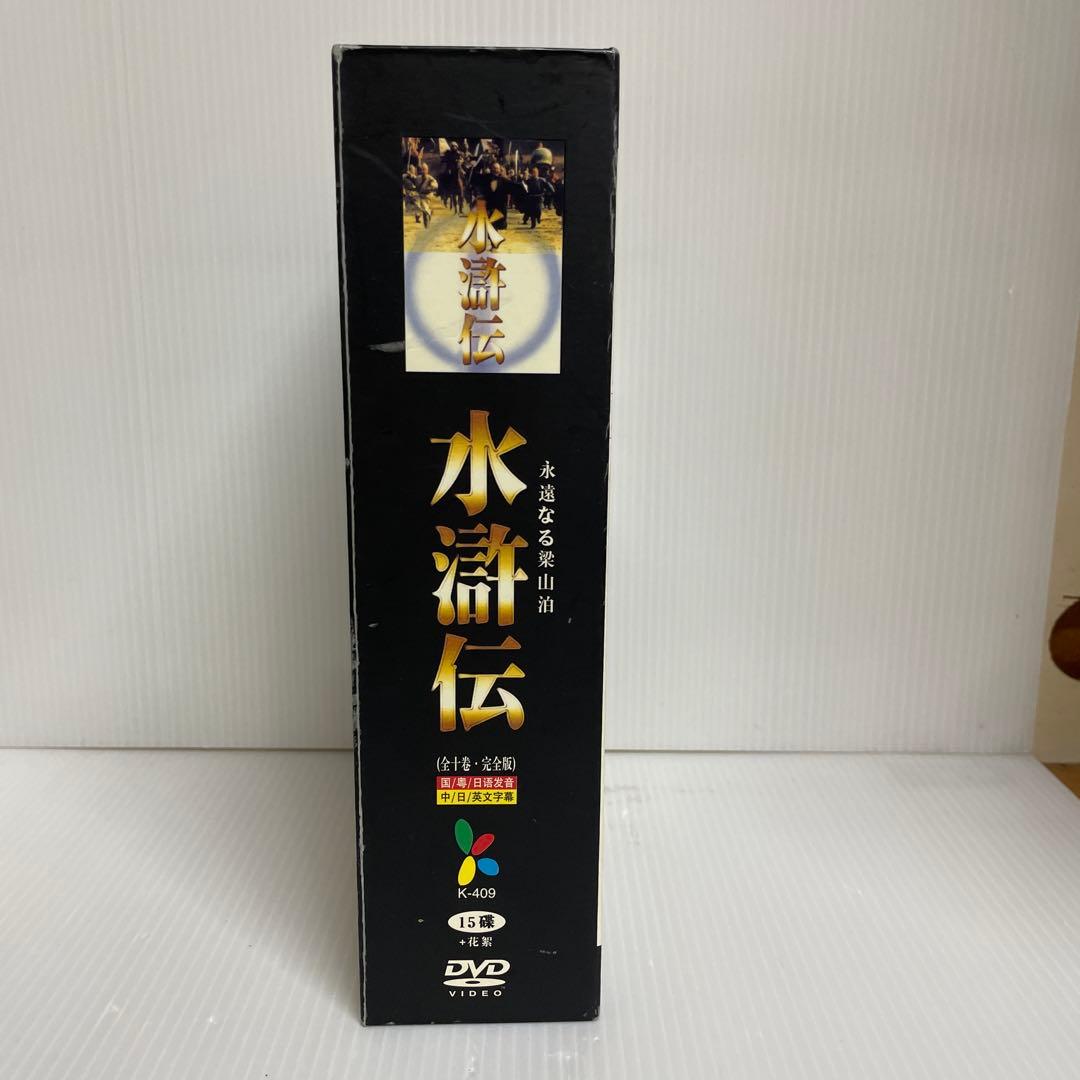 水滸伝
永遠なる梁山泊
水滸伝
(全十卷·完全版)
国/粤/日语发音
中/日/英文字幕
K-409
15碟
+花絮
DVD
VIDEO